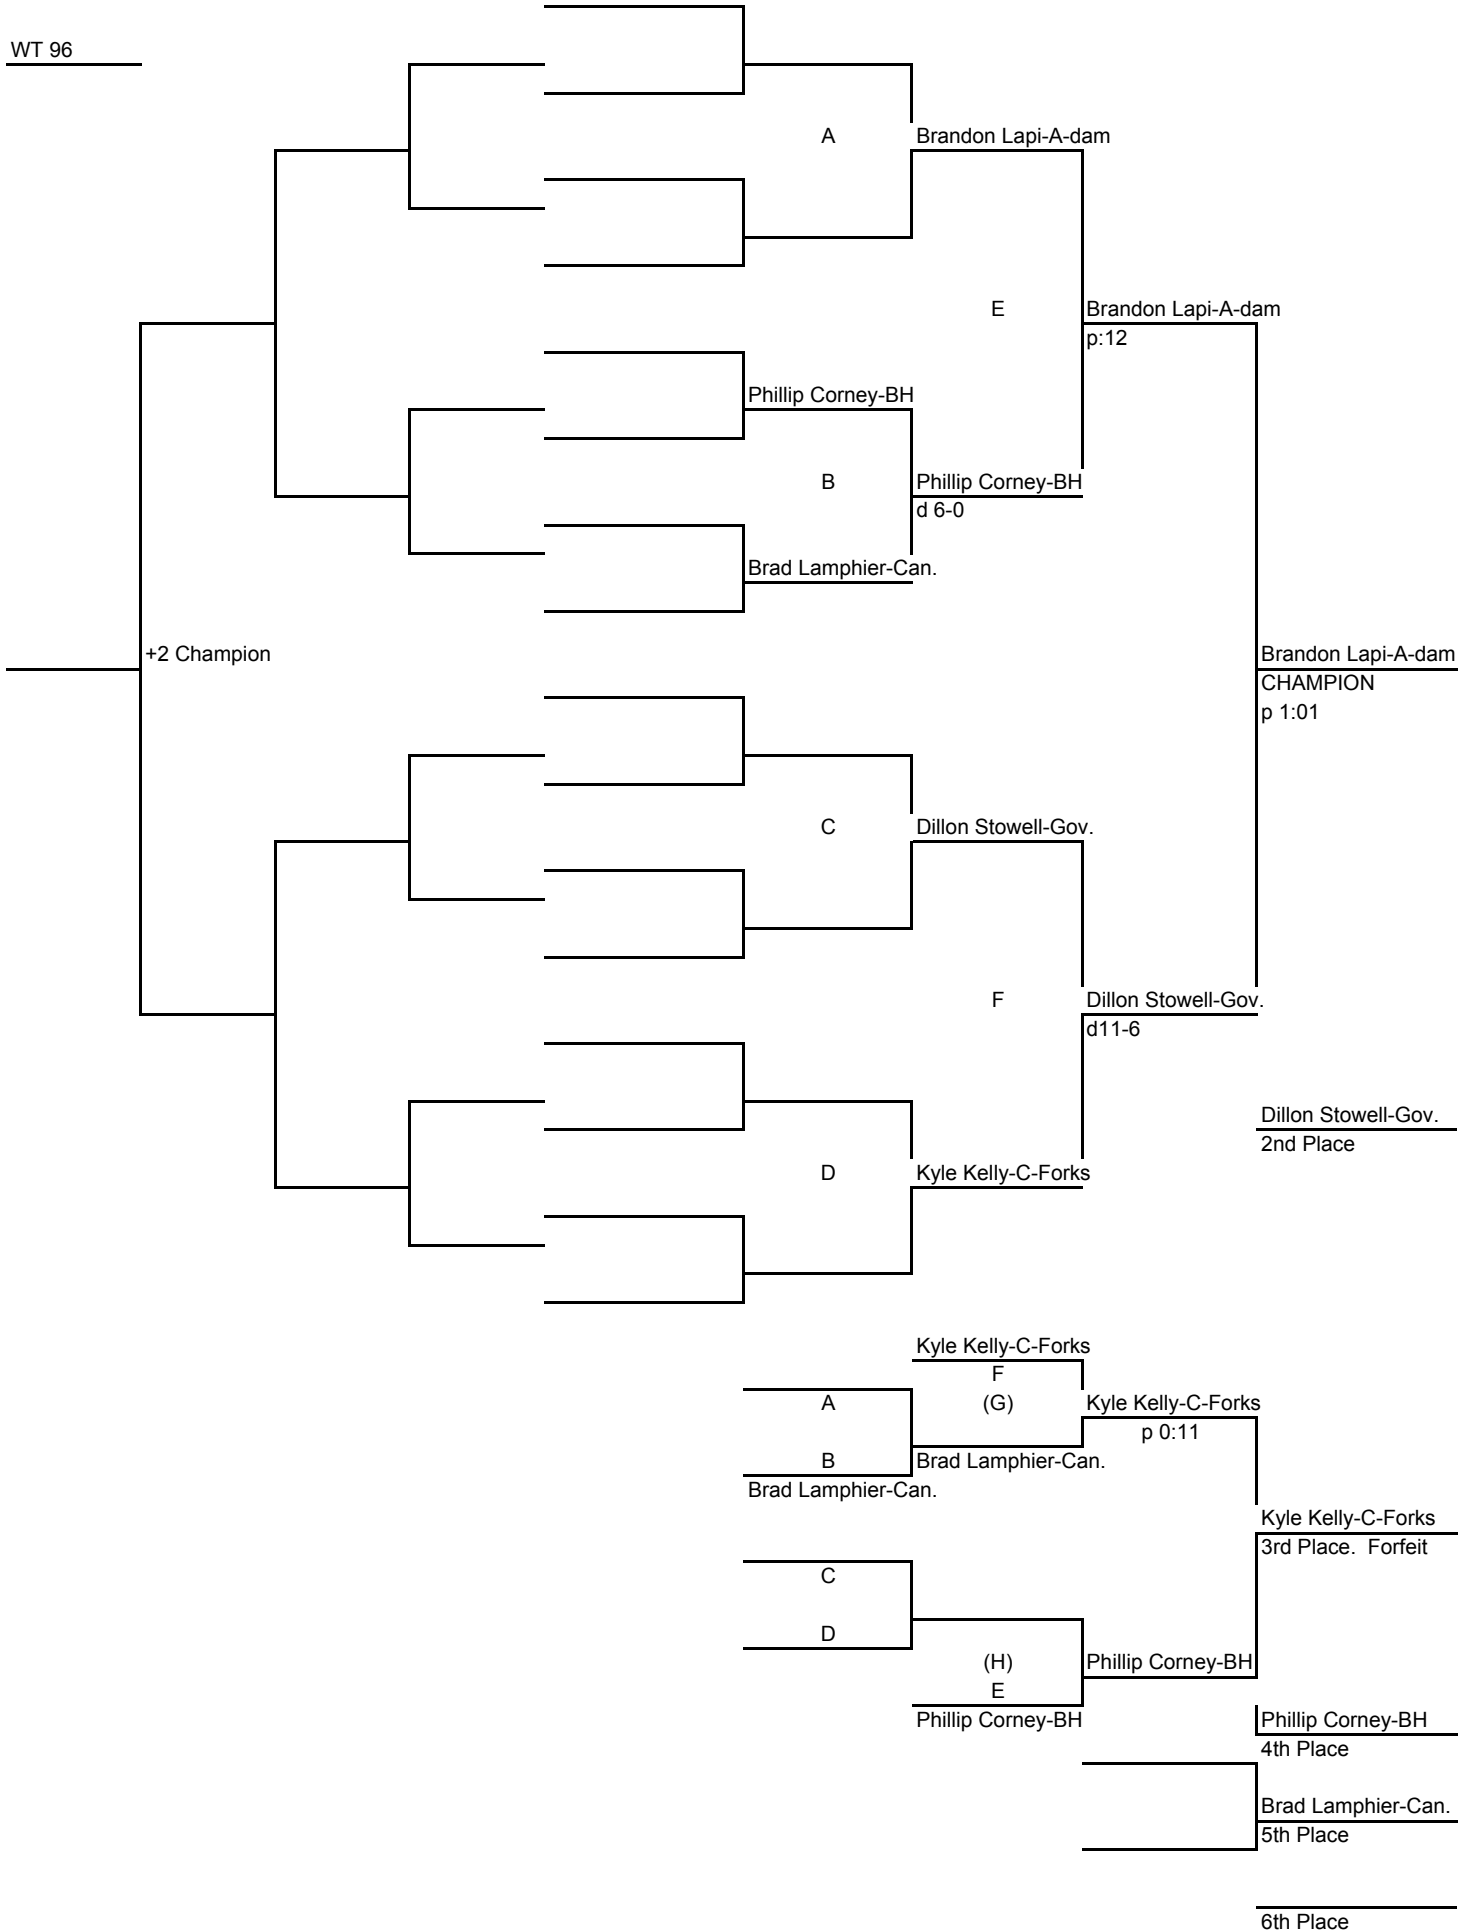 WT 96
A
Brandon Lapi-A-dam
E
Brandon Lapi-A-dam
p:12
Phillip Corney-BH
B
Phillip Corney-BH
d 6-0
Brad Lamphier-Can.
+2 Champion
Brandon Lapi-A-dam
CHAMPION
p 1:01
C
Dillon Stowell-Gov.
F
Dillon Stowell-Gov.
d11-6
Dillon Stowell-Gov.
2nd Place
D
Kyle Kelly-C-Forks
Kyle Kelly-C-Forks
F
A
(G)
Kyle Kelly-C-Forks
p 0:11
B
Brad Lamphier-Can.
Brad Lamphier-Can.
Kyle Kelly-C-Forks
3rd Place.  Forfeit
C
D
(H)
Phillip Corney-BH
E
Phillip Corney-BH
Phillip Corney-BH
4th Place
Brad Lamphier-Can.
5th Place
6th Place